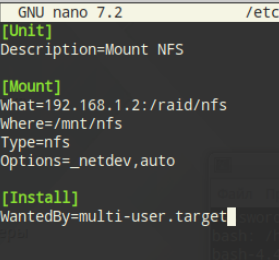 GNU nano 7.2 /etc
[Unit]
Description=Mount NFS
[Mount]
What=192.168.1.2:/raid/nfs
Where=/mnt/nfs
Type=nfs
Options=_netdev,auto
[Install]
WantedBy=multi-user.target